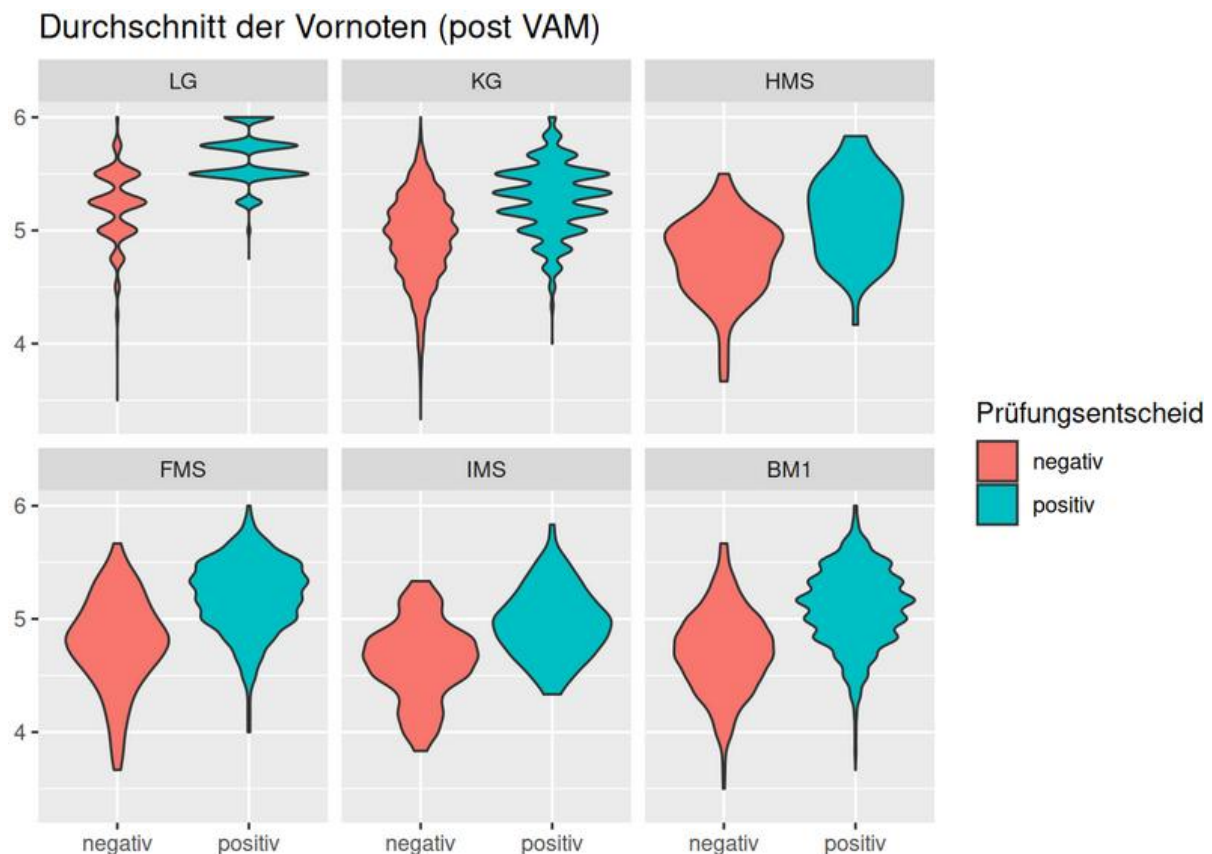 Durchschnitt der Vornoten (post VAM)
LG
KG
HMS
6
5
4
FMS
IMS
BM1
6
5
4
negativ
positiv
negativ
positiv
negativ
positiv
Prüfungsentscheid
negativ
positiv